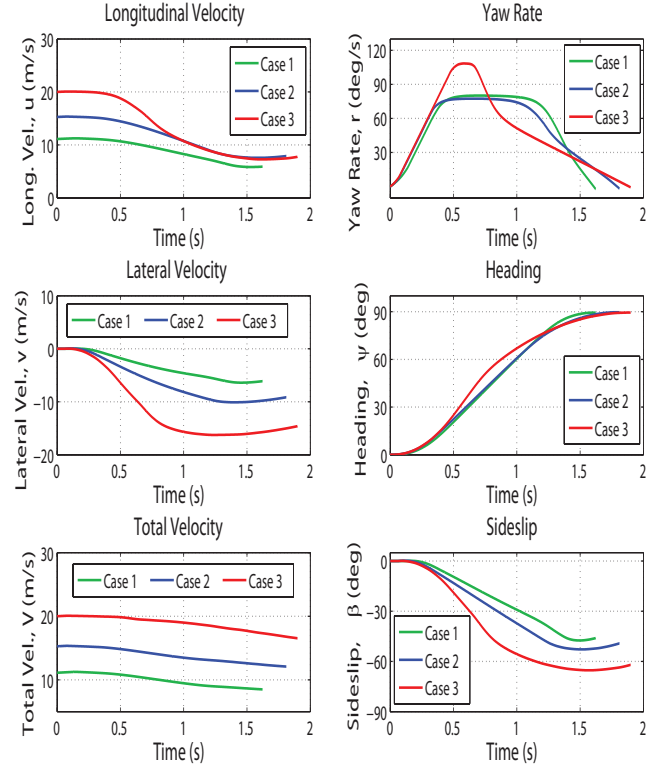 Longitudinal Velocity
Long. Vel., u (m/s)
30
20
10
0
Case 1
Case 2
Case 3
0 0.5 1 1.5 2
Time (s)
Yaw Rate
Yaw Rate, r (deg/s)
120
90
60
30
Case 1
Case 2
Case 3
0 0.5 1 1.5 2
Time (s)
Lateral Velocity
Lateral Vel., v (m/s)
10
0
−10
−20
Case 1 Case 2 Case 3
0 0.5 1 1.5 2
Time (s)
Heading
Heading, ψ (deg)
90
60
30
0
Case 1
Case 2
Case 3
0 0.5 1 1.5 2
Time (s)
Total Velocity
Total Vel., V (m/s)
30
20
10
Case 1 Case 2 Case 3
0 0.5 1 1.5 2
Time (s)
Sideslip
Sideslip, β (deg)
0
−30
−60
−90
Case 1
Case 2
Case 3
0 0.5 1 1.5 2
Time (s)